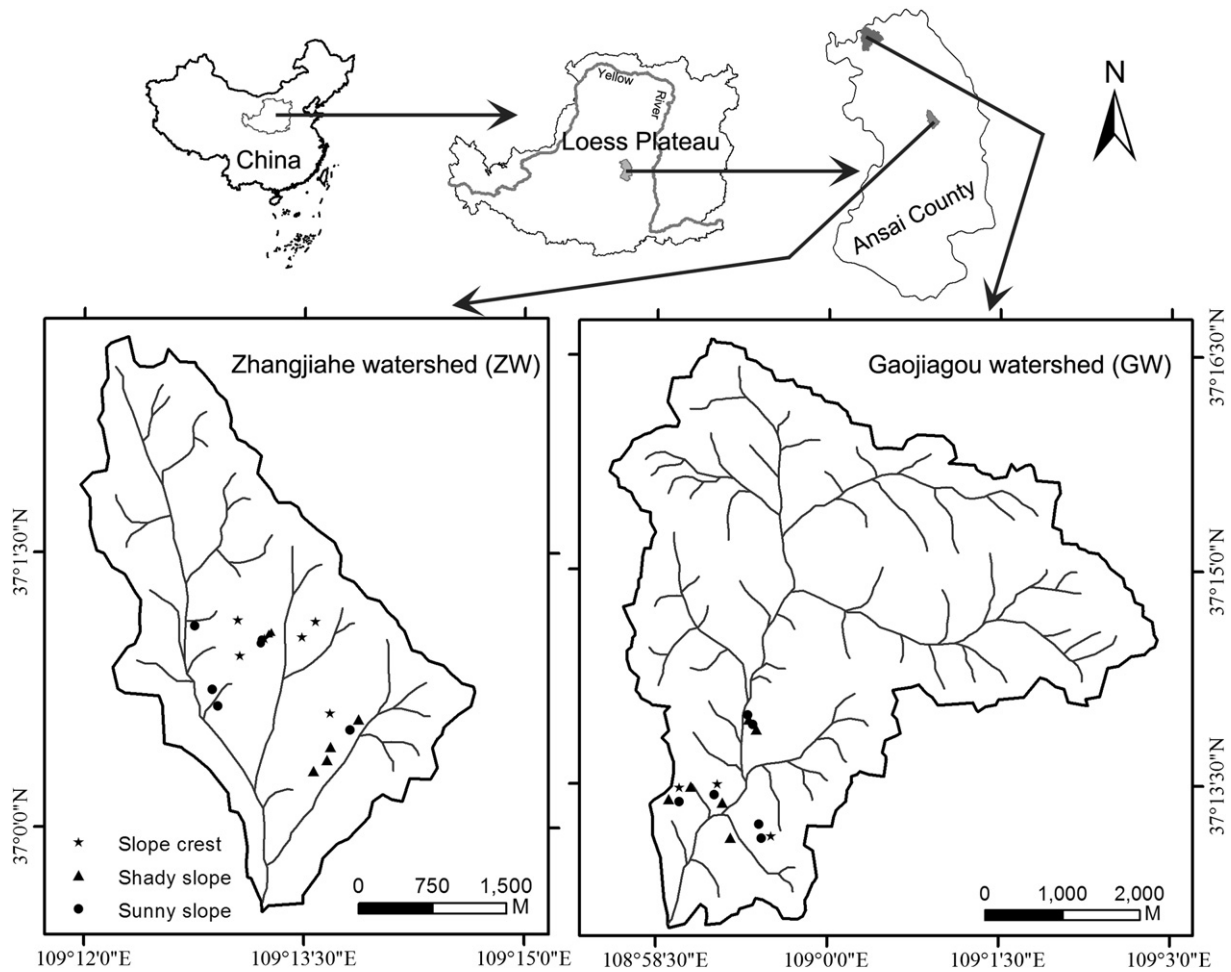 China
Yellow
River
Loess Plateau
Ansai County
N
Zhangjiahe watershed (ZW)
37°1'30"N
37°0'0"N
Slope crest
Shady slope
Sunny slope
0 750 1,500
M
109°12'0"E 109°13'30"E 109°15'0"E
Gaojiagou watershed (GW)
37°16'30"N
37°15'0"N
37°13'30"N
0 1,000 2,000
M
108°58'30"E 109°0'0"E 109°1'30"E 109°3'0"E